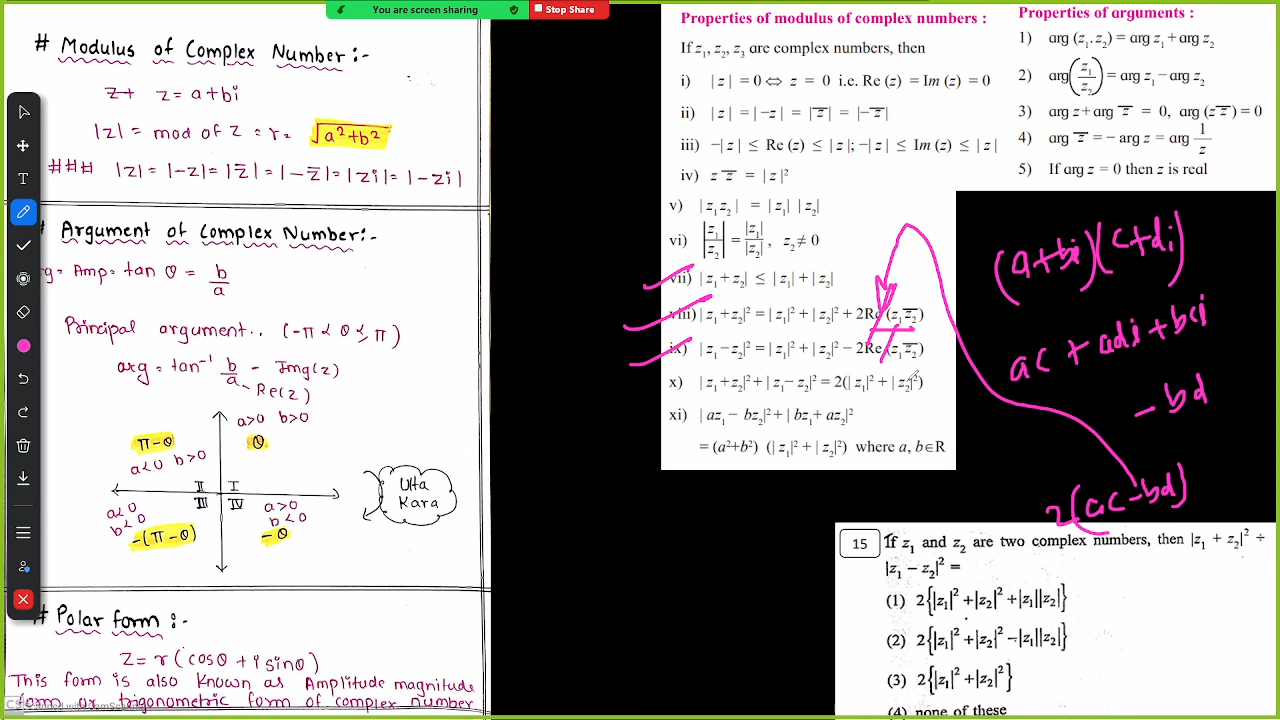 You are screen sharing
Stop Share
# Modulus of Complex Number:-
z = a+bi
|z| = mod of z = r = √a²+b²
### |z| = |-z| = |z̅| = |-z̅| = |zi| = |-zi|
Argument of Complex Number:-
Amp = tan θ = b/a
Principal argument.. (-π < θ ≤ π)
arg = tan⁻¹ b/a - Img(z)
- Re(z)
a>0 b>0
π-θ
θ
a<0 b>0
II I
III IV
a<0
b<0
a>0
b<0
-(π-θ)
-θ
Ulta
Kara
# Polar form :-
z = r(cosθ + i sinθ)
This form is also known as Amplitude magnitude
form or trigonometric form of complex number
Properties of modulus of complex numbers :
If z₁, z₂, z₃ are complex numbers, then
i) | z | = 0 ⇔ z = 0 i.e. Re (z) = Im (z) = 0
ii) | z | = |−z | = | z̅ | = |−z̅ |
iii) −| z | ≤ Re (z) ≤ | z |; −| z | ≤ Im (z) ≤ | z |
iv) z z̅ = | z |²
v) | z₁z₂ | = | z₁| | z₂|
vi) |z₁/z₂| = |z₁|/|z₂| , z₂≠ 0
vii) | z₁+ z₂| ≤ | z₁| + | z₂|
viii) | z₁+ z₂|² = | z₁|² + | z₂|² + 2Re (z₁z̅₂)
ix) | z₁− z₂|² = | z₁|² + | z₂|² − 2Re (z₁z̅₂)
x) | z₁+z₂|² + | z₁− z₂|² = 2(| z₁|² + | z₂|²)
xi) | az₁− bz₂|² + | bz₁+ az₂|²
= (a²+b²) (| z₁|² + | z₂|²) where a, b∈R
Properties of arguments :
1) arg (z₁.z₂) = arg z₁ + arg z₂
2) arg(z₁/z₂) = arg z₁ − arg z₂
3) arg z + arg z̅ = 0, arg (z z̅) = 0
4) arg z̅ = − arg z = arg 1/z
5) If arg z = 0 then z is real
(a+bi)(c+di)
ac + adi + bci
- bd
2(ac-bd)
15 If z₁ and z₂ are two complex numbers, then |z₁ + z₂|² +
|z₁ − z₂|² =
(1) 2{|z₁|² +|z₂|² +|z₁||z₂|}
(2) 2{|z₁|² +|z₂|² −|z₁||z₂|}
(3) 2{|z₁|² +|z₂|²}
(4) none of these